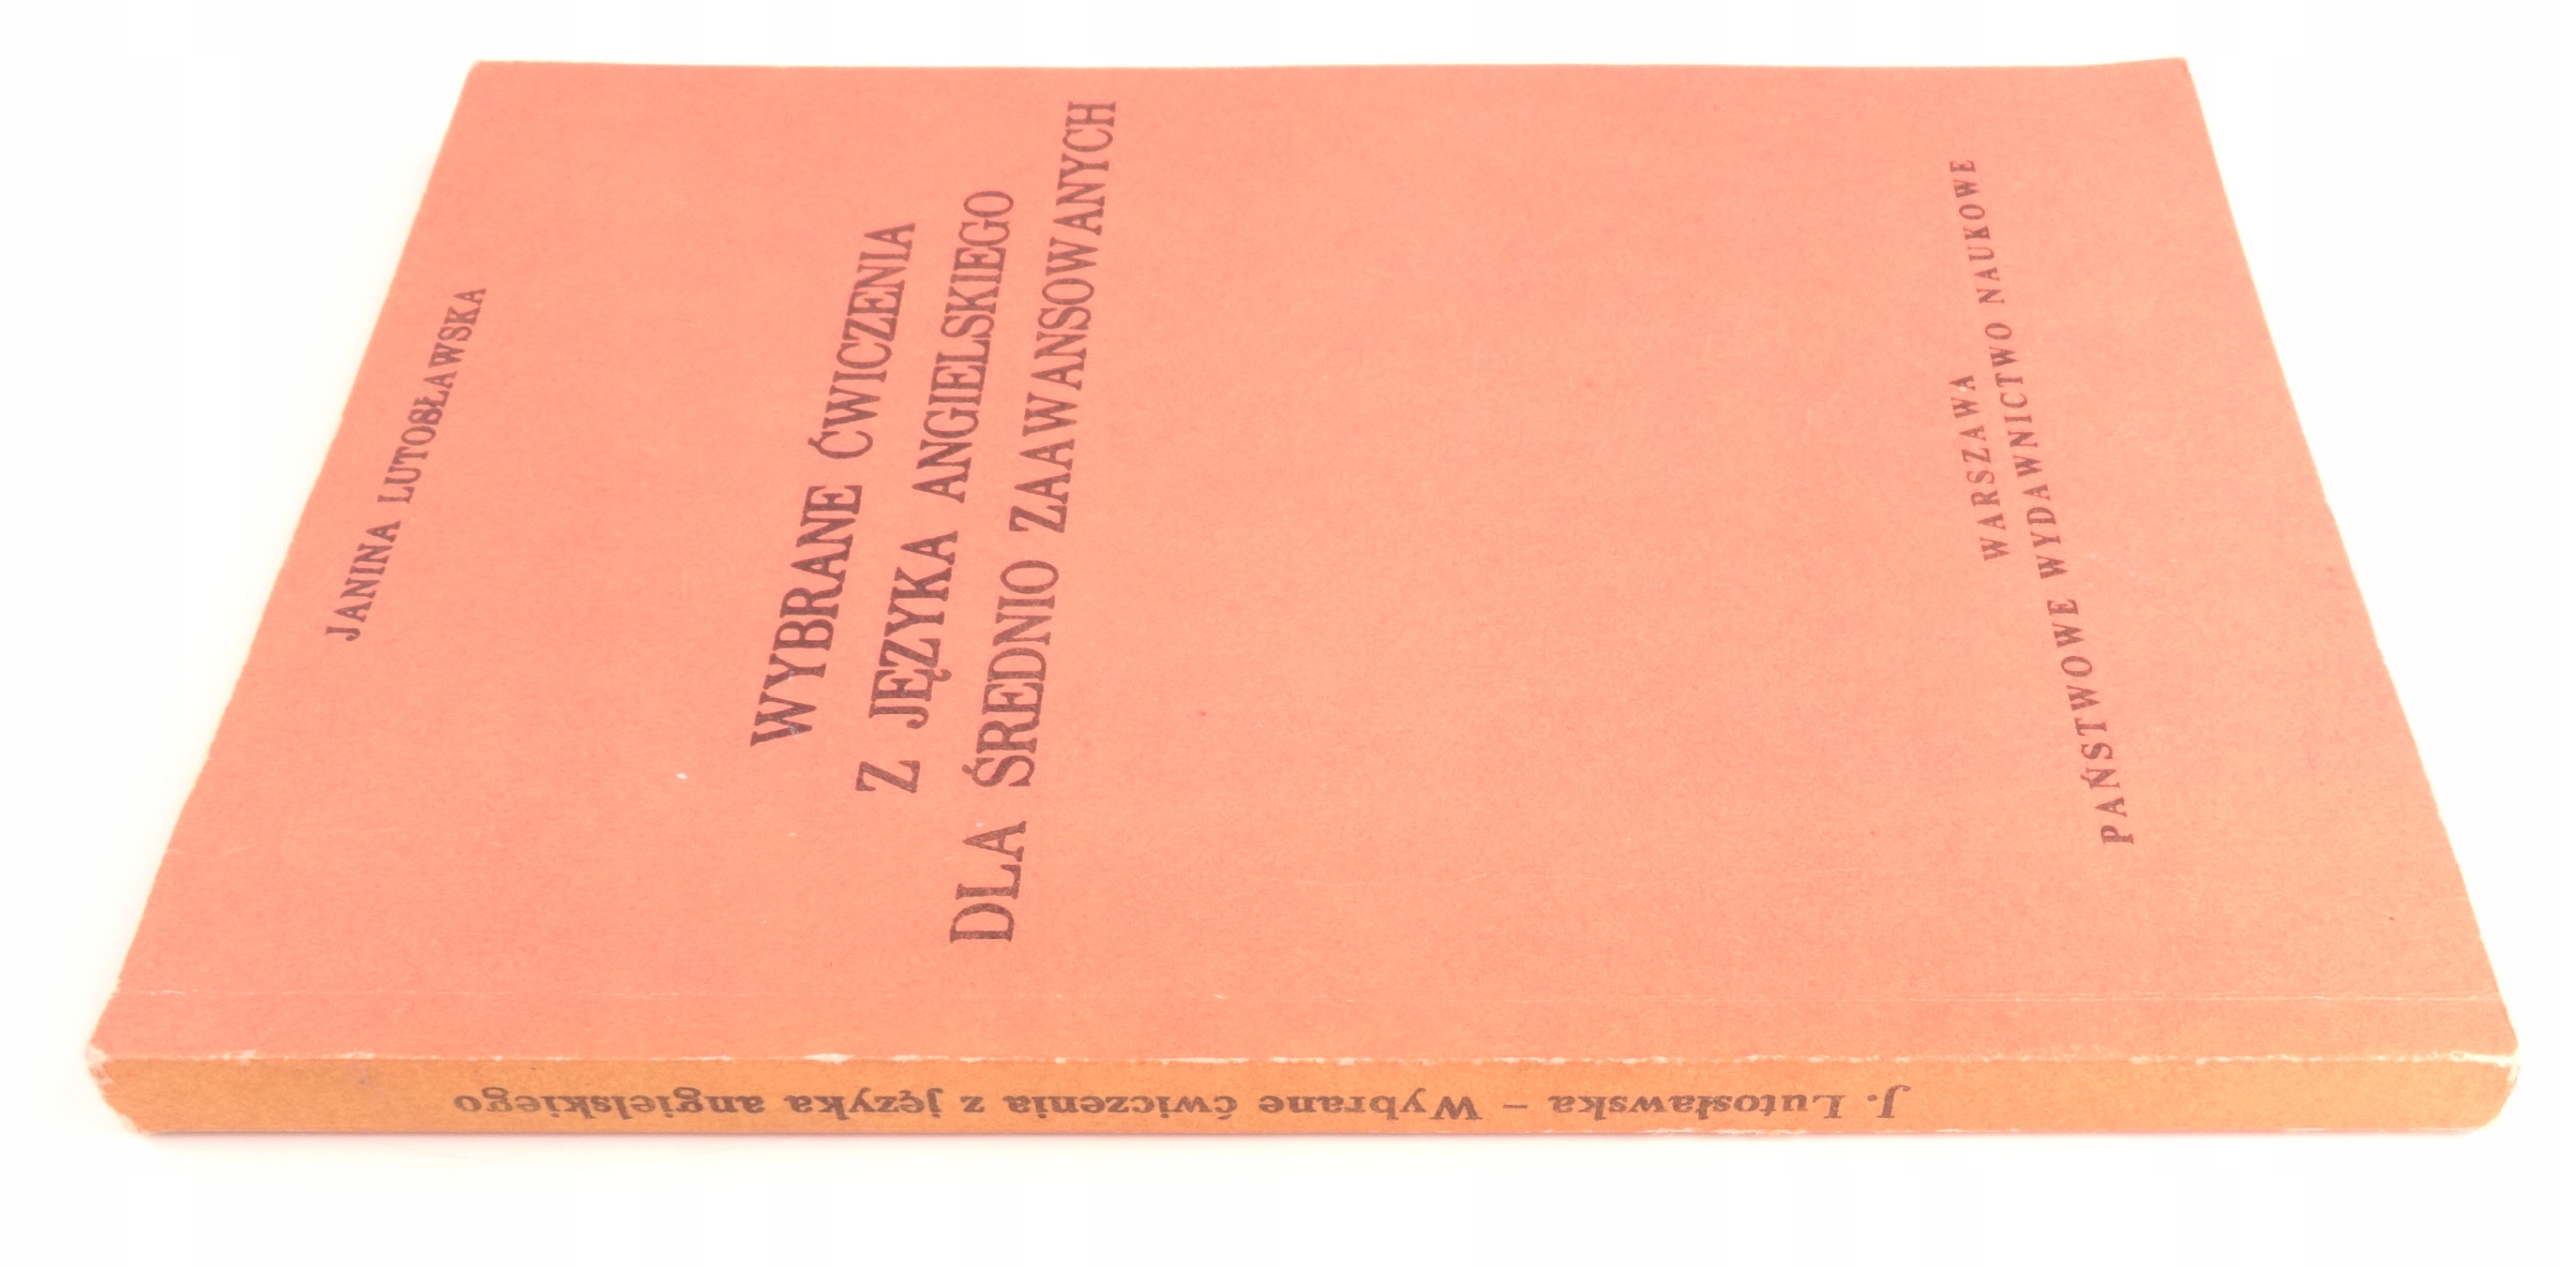 JANINA LUTOSŁAWSKA
WYBRANE ĆWICZENIA
Z JĘZYKA ANGIELSKIEGO
DLA ŚREDNIO ZAAWANSOWANYCH
WARSZAWA
PAŃSTWOWE WYDAWNICTWO NAUKOWE
J. Lutosławska – Wybrane ćwiczenia z języka angielskiego